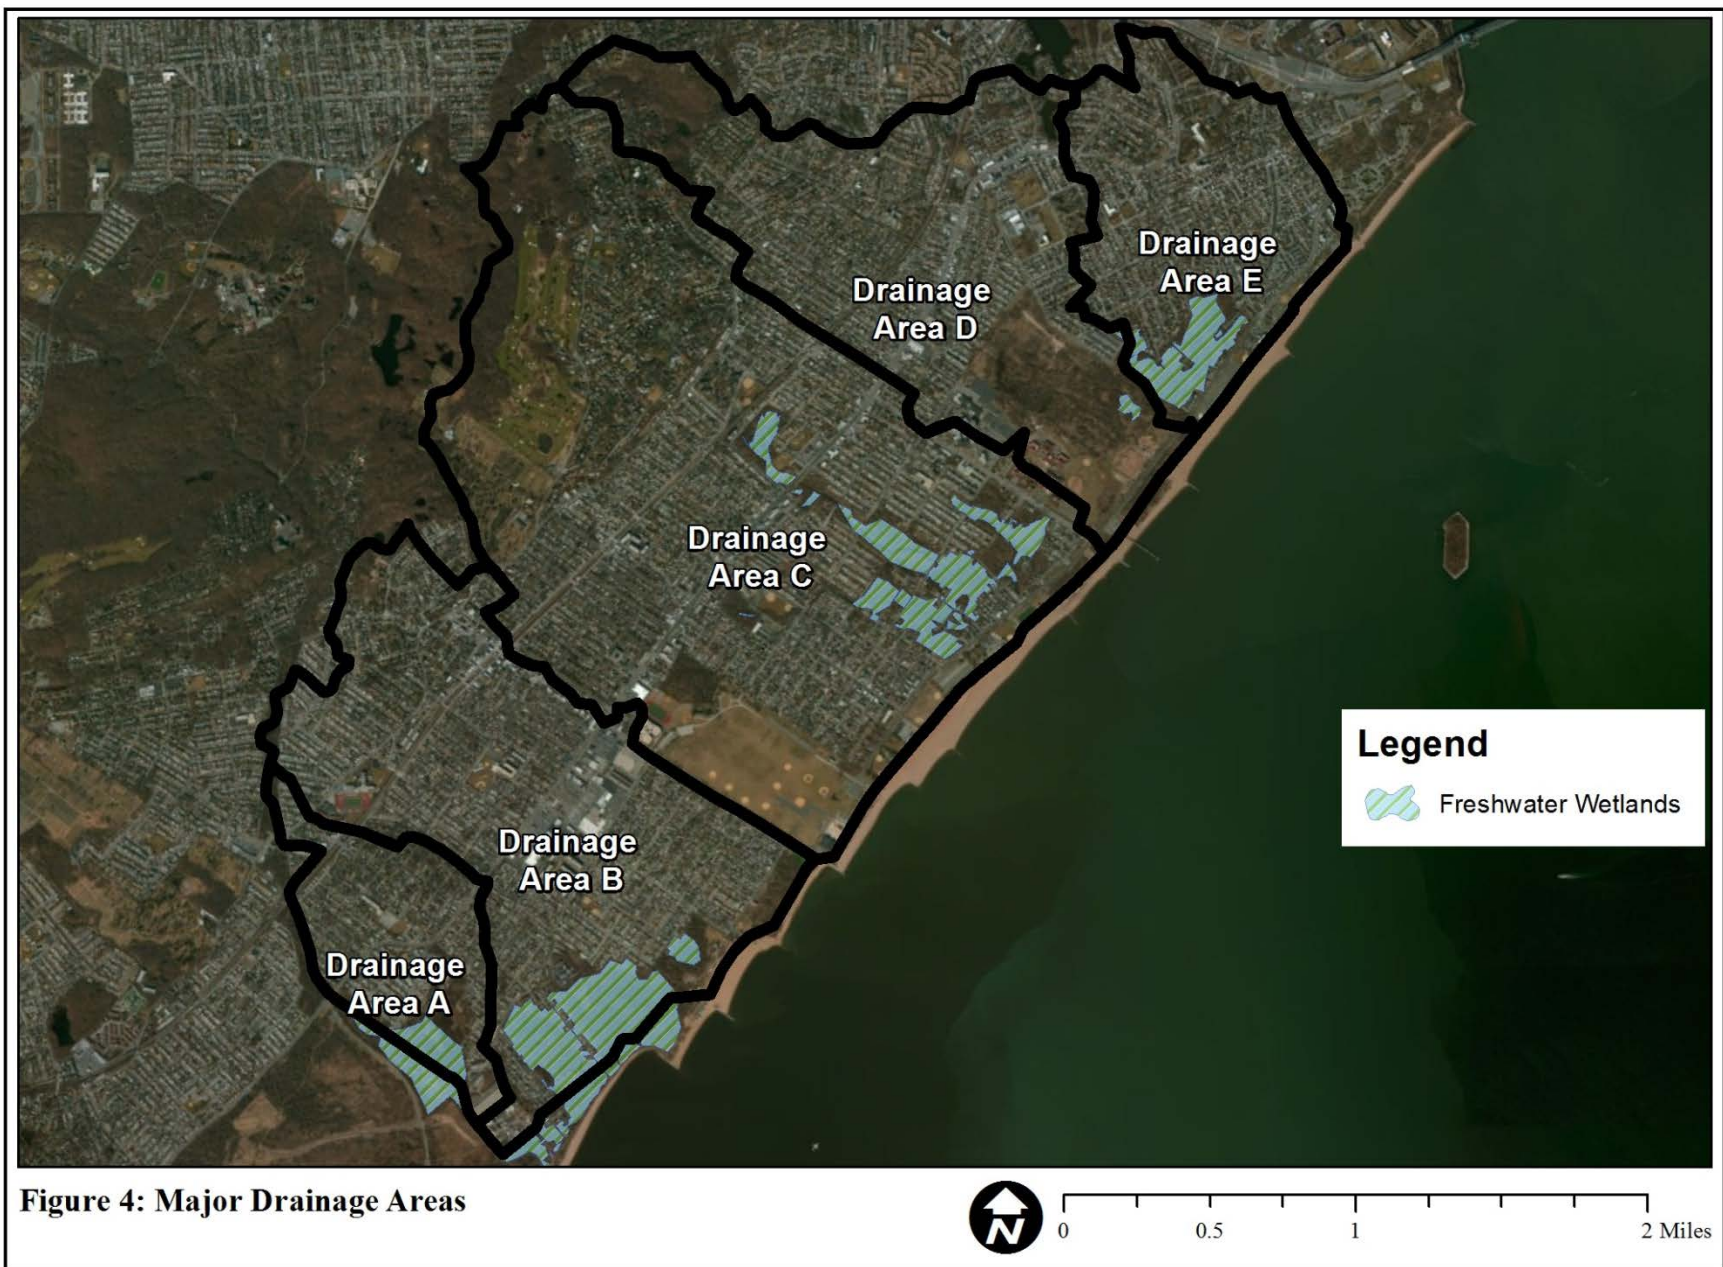 Drainage
Area E
Drainage
Area D
Drainage
Area C
Legend
Freshwater Wetlands
Drainage
Area B
Drainage
Area A
Figure 4: Major Drainage Areas
N
0 0.5 1 2 Miles